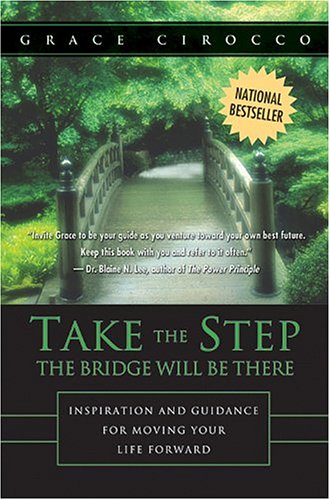 GRACE CIROCCO
NATIONAL
BESTSELLER
"Invite Grace to be your guide as you venture toward your own best future.
Keep this book with you and refer to it often."
— Dr. Blaine N. Lee, author of The Power Principle
TAKE THE STEP
THE BRIDGE WILL BE THERE
INSPIRATION AND GUIDANCE
FOR MOVING YOUR
LIFE FORWARD